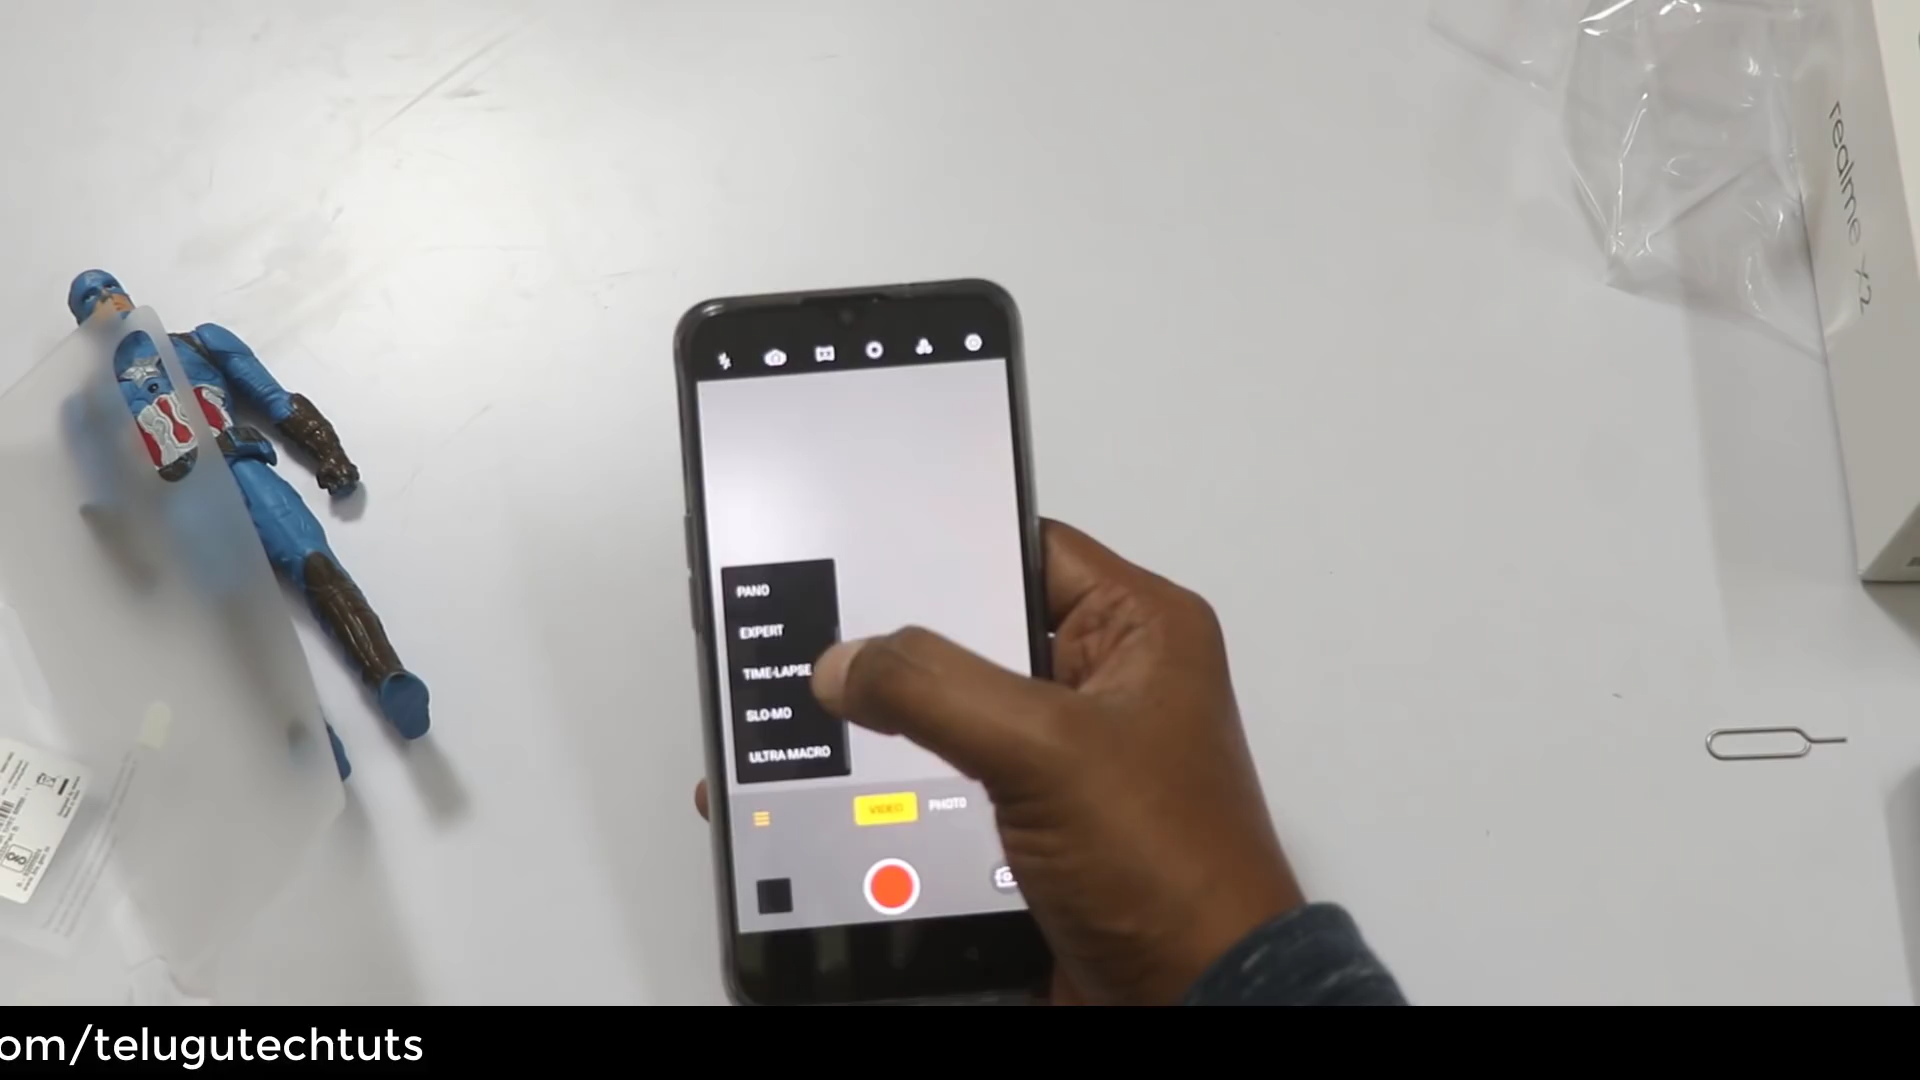 realme X2
PANO
EXPERT
TIME-LAPSE
SLO-MO
ULTRA MACRO
VIDEO PHOTO
om/telugutechtuts